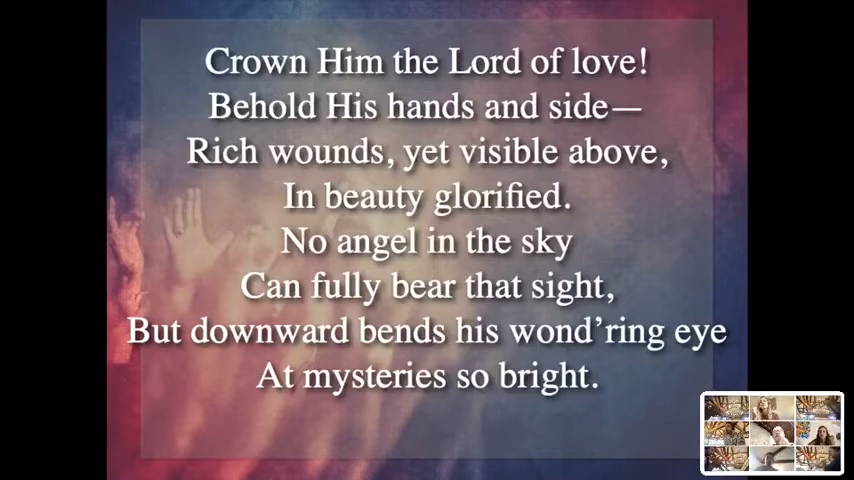 Crown Him the Lord of love!
Behold His hands and side—
Rich wounds, yet visible above,
In beauty glorified.
No angel in the sky
Can fully bear that sight,
But downward bends his wond’ring eye
At mysteries so bright.